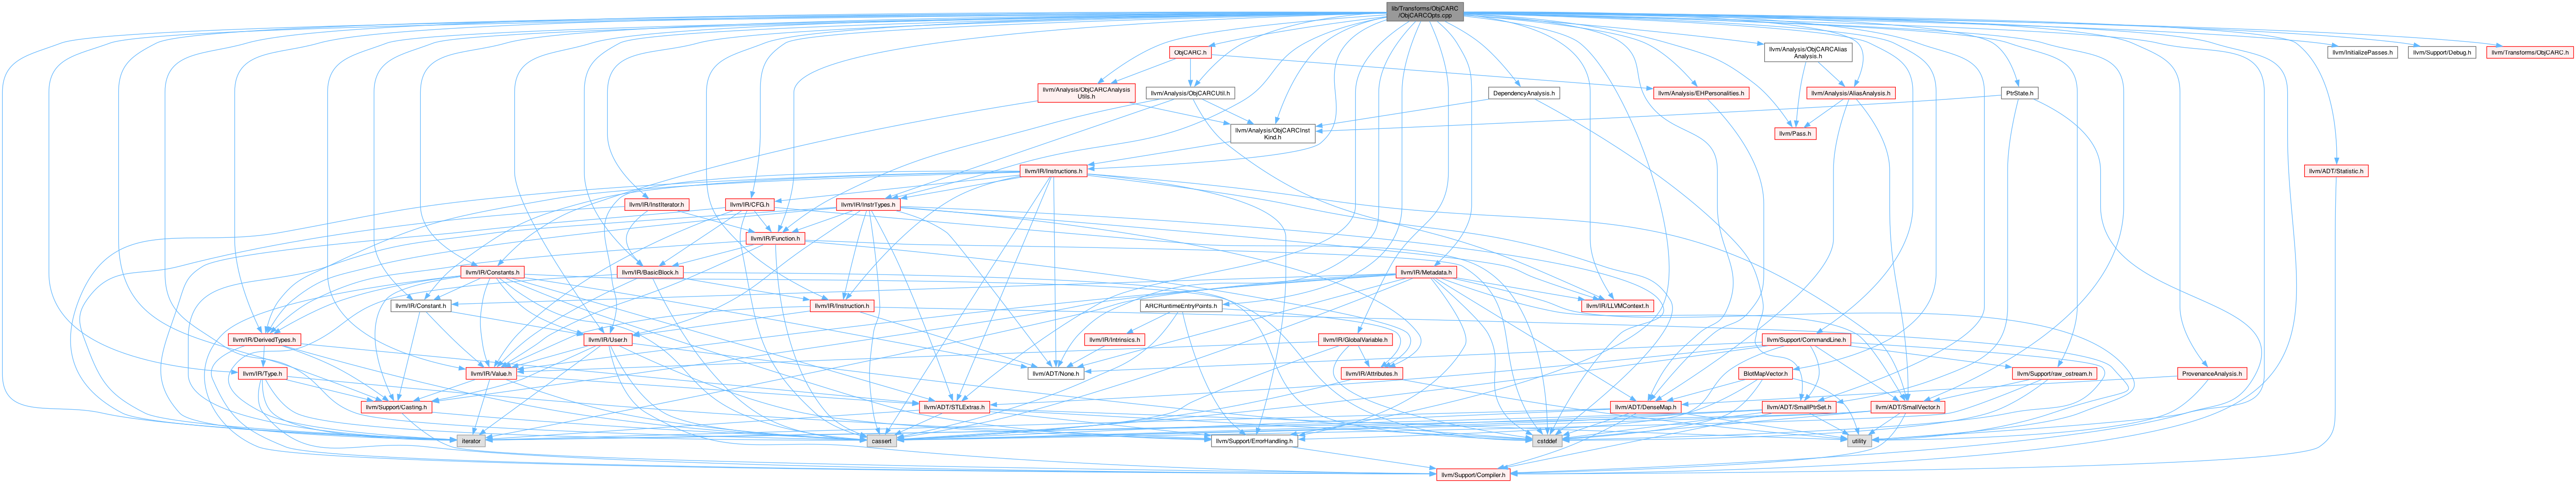 lib/Transforms/ObjCARC
/ObjCARCOpts.cpp
ObjCARC.h
llvm/Analysis/ObjCARCAlias
Analysis.h
llvm/InitializePasses.h
llvm/Support/Debug.h
llvm/Transforms/ObjCARC.h
llvm/Analysis/ObjCARCAnalysis
Utils.h
llvm/Analysis/ObjCARCUtil.h
DependencyAnalysis.h
llvm/Analysis/EHPersonalities.h
llvm/Analysis/AliasAnalysis.h
PtrState.h
llvm/Analysis/ObjCARCInst
Kind.h
llvm/Pass.h
llvm/IR/Instructions.h
llvm/ADT/Statistic.h
llvm/IR/InstIterator.h
llvm/IR/CFG.h
llvm/IR/InstrTypes.h
llvm/IR/Function.h
llvm/IR/Constants.h
llvm/IR/BasicBlock.h
llvm/IR/Metadata.h
llvm/IR/Constant.h
llvm/IR/Instruction.h
ARCRuntimeEntryPoints.h
llvm/IR/LLVMContext.h
llvm/IR/DerivedTypes.h
llvm/IR/User.h
llvm/IR/Intrinsics.h
llvm/IR/GlobalVariable.h
llvm/Support/CommandLine.h
llvm/IR/Type.h
llvm/IR/Value.h
llvm/ADT/None.h
llvm/IR/Attributes.h
BlotMapVector.h
llvm/Support/raw_ostream.h
ProvenanceAnalysis.h
llvm/Support/Casting.h
llvm/ADT/STLExtras.h
llvm/ADT/DenseMap.h
llvm/ADT/SmallPtrSet.h
llvm/ADT/SmallVector.h
iterator
cassert
llvm/Support/ErrorHandling.h
cstddef
utility
llvm/Support/Compiler.h